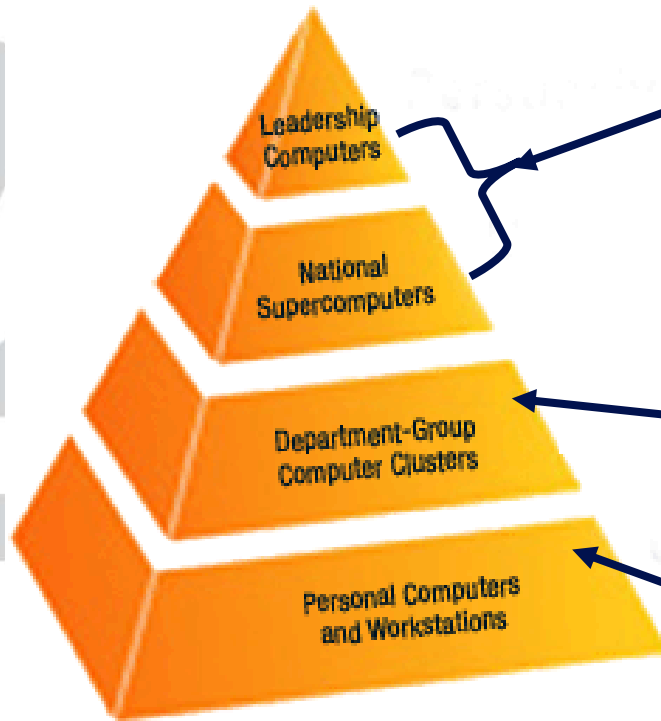 Leadership
Computers
National
Supercomputers
Department-Group
Computer Clusters
Personal Computers
and Workstations